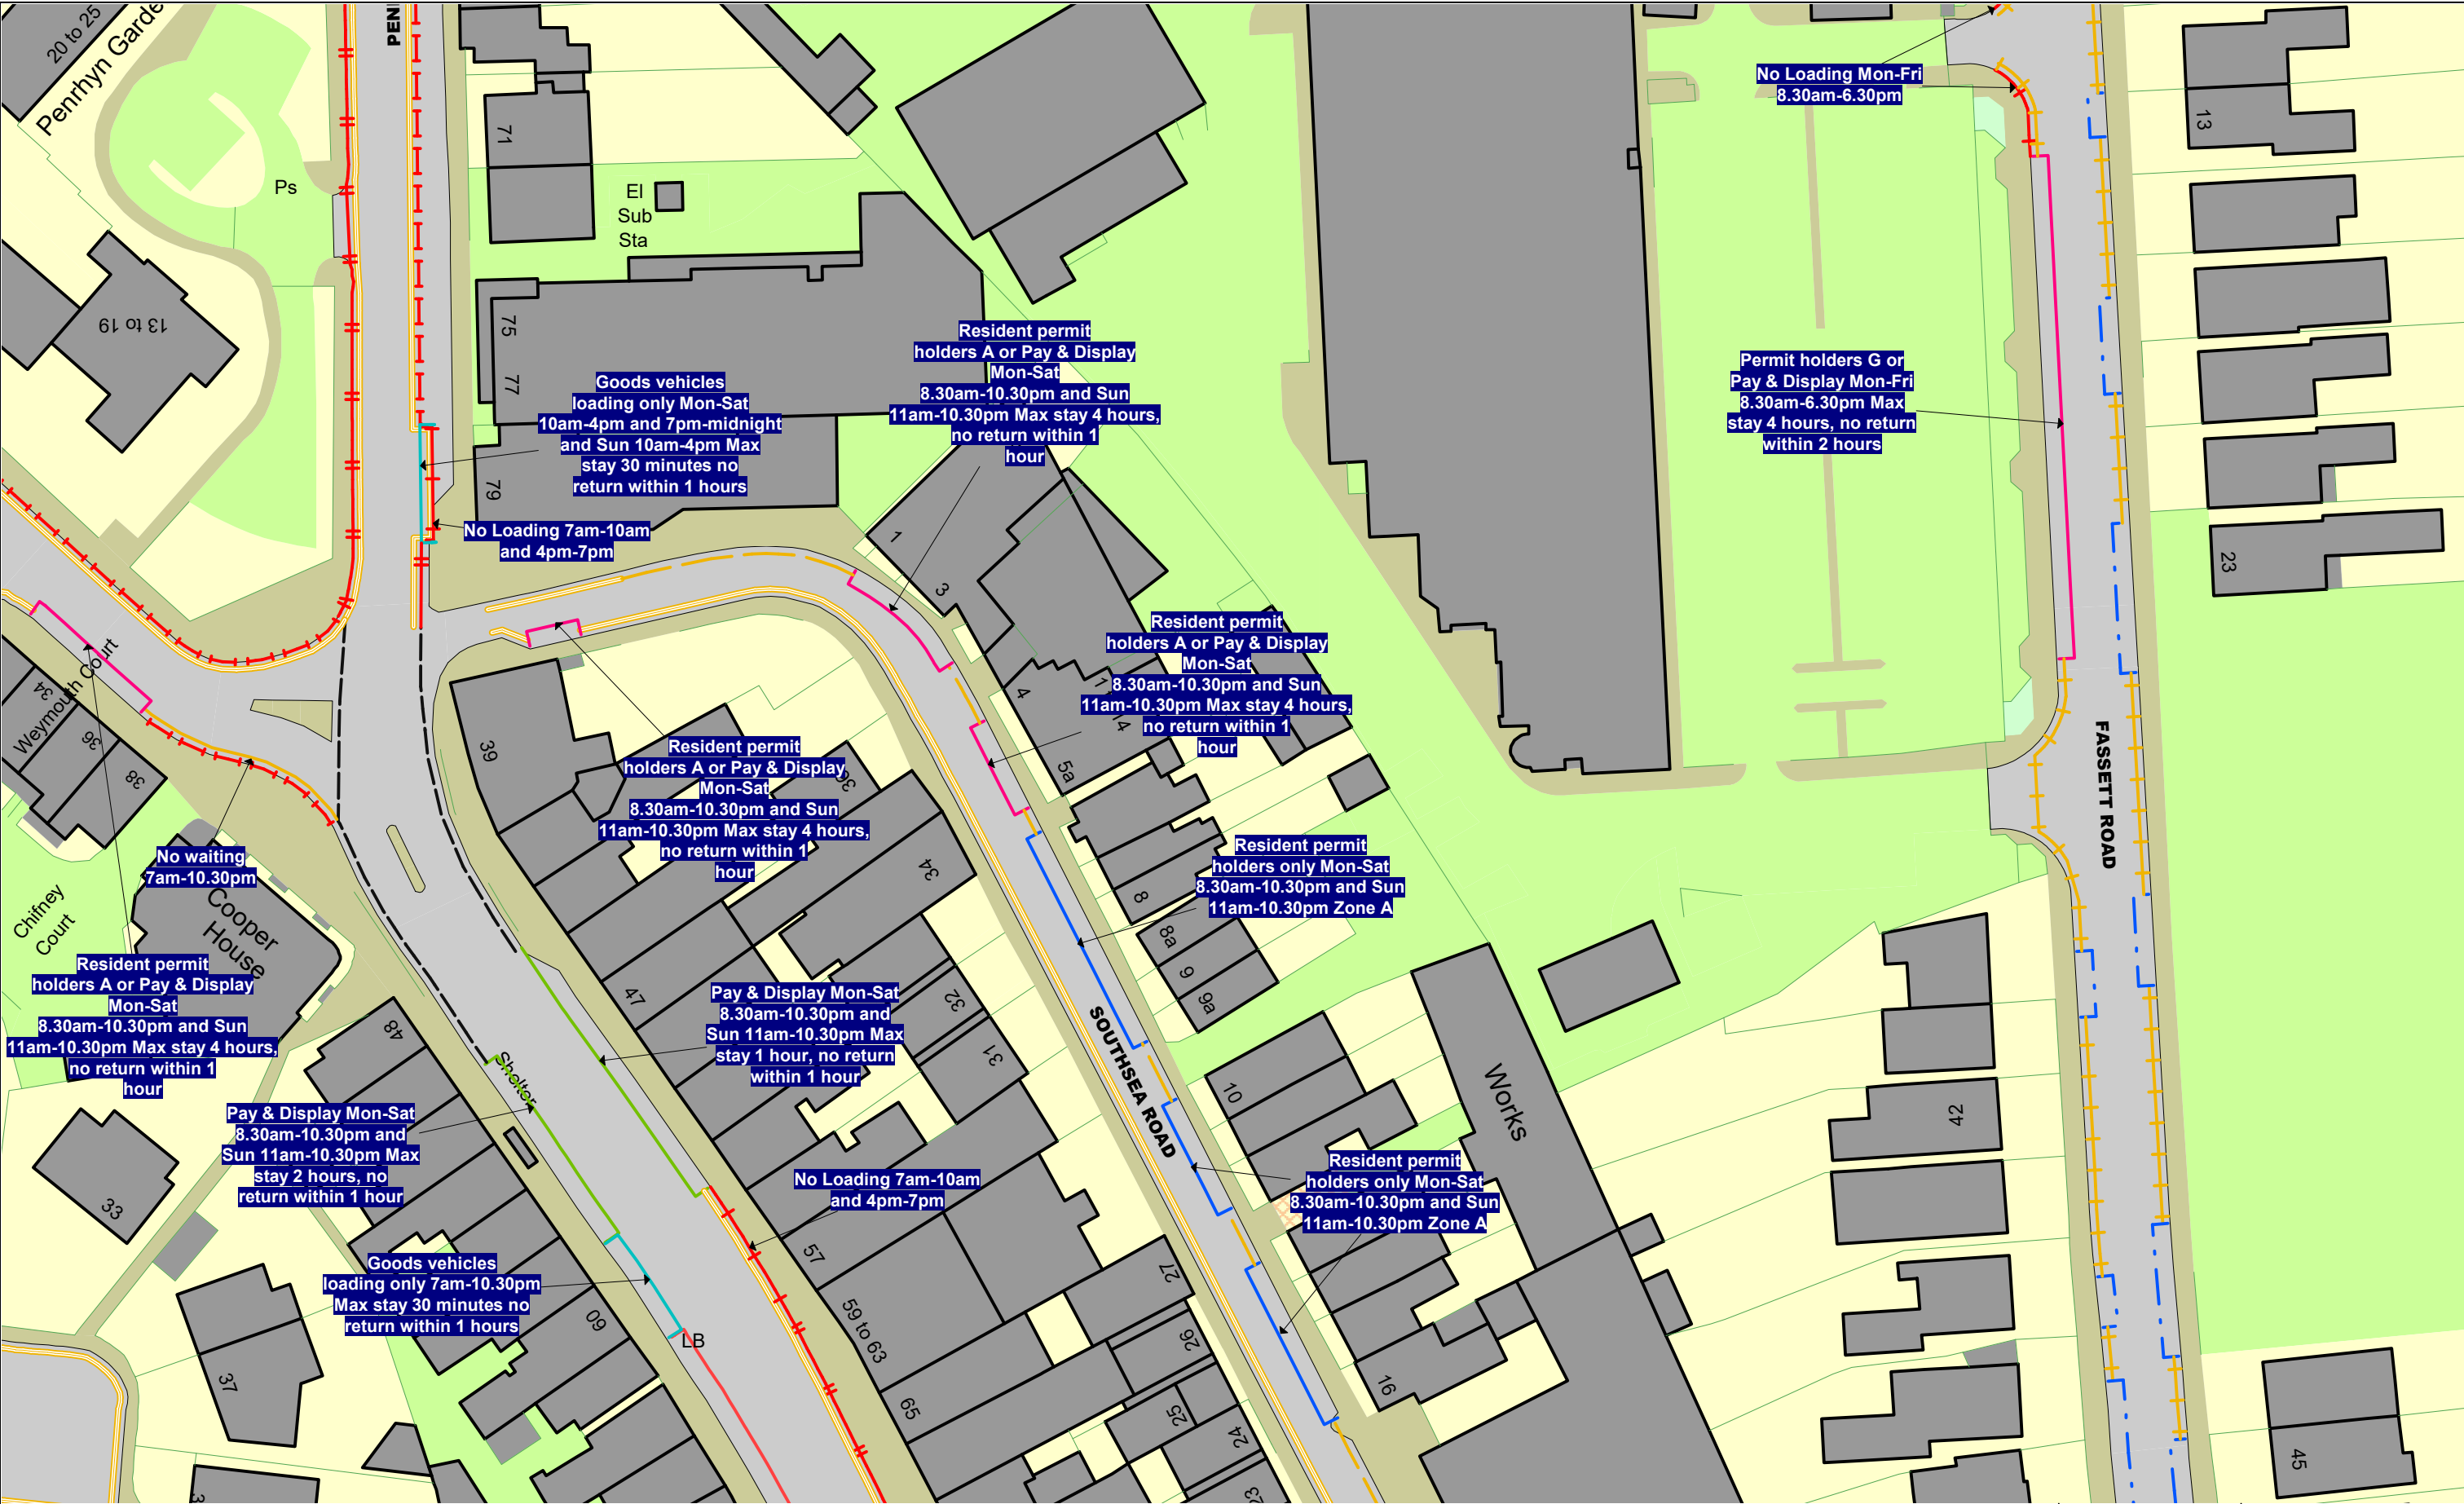 20 to 25
Penrhyn Garde
PEN
Ps
13 to 19
71
El
Sub
Sta
75
77
79
Goods vehicles
loading only Mon-Sat
10am-4pm and 7pm-midnight
and Sun 10am-4pm Max
stay 30 minutes no
return within 1 hours
No Loading 7am-10am
and 4pm-7pm
Resident permit
holders A or Pay & Display
Mon-Sat
8.30am-10.30pm and Sun
11am-10.30pm Max stay 4 hours,
no return within 1
hour
No Loading Mon-Fri
8.30am-6.30pm
Permit holders G or
Pay & Display Mon-Fri
8.30am-6.30pm Max
stay 4 hours, no return
within 2 hours
13
23
1
3
4
5a
14
Resident permit
holders A or Pay & Display
Mon-Sat
8.30am-10.30pm and Sun
11am-10.30pm Max stay 4 hours,
no return within 1
hour
Weymouth Court
34
36
38
39
Resident permit
holders A or Pay & Display
Mon-Sat
8.30am-10.30pm and Sun
11am-10.30pm Max stay 4 hours,
no return within 1
hour
34
FASSETT ROAD
No waiting
7am-10.30pm
Chifney
Court
Cooper
House
Resident permit
holders A or Pay & Display
Mon-Sat
8.30am-10.30pm and Sun
11am-10.30pm Max stay 4 hours,
no return within 1
hour
Resident permit
holders only Mon-Sat
8.30am-10.30pm and Sun
11am-10.30pm Zone A
8
8a
9
9a
47
32
31
48
Shelter
Pay & Display Mon-Sat
8.30am-10.30pm and
Sun 11am-10.30pm Max
stay 1 hour, no return
within 1 hour
SOUTHSEA ROAD
10
Works
42
Pay & Display Mon-Sat
8.30am-10.30pm and
Sun 11am-10.30pm Max
stay 2 hours, no
return within 1 hour
33
No Loading 7am-10am
and 4pm-7pm
Resident permit
holders only Mon-Sat
8.30am-10.30pm and Sun
11am-10.30pm Zone A
57
59 to 63
27
26
Goods vehicles
loading only 7am-10.30pm
Max stay 30 minutes no
return within 1 hours
60
LB
37
65
25
24
23
16
45
3